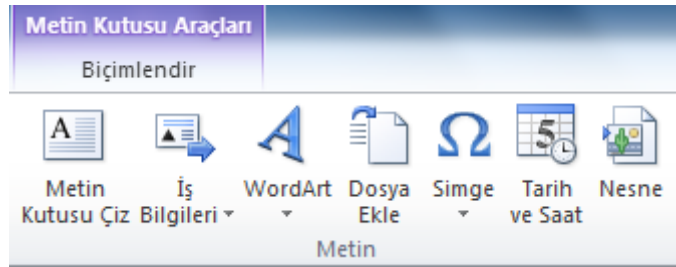 Metin Kutusu Araçları
Biçimlendir
Metin Kutusu Çiz
İş Bilgileri
WordArt
Dosya Ekle
Simge
Tarih ve Saat
Nesne
Metin